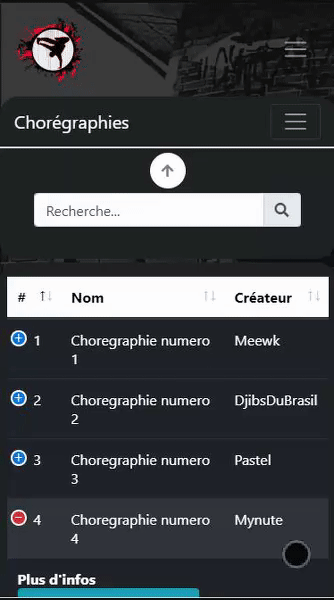 Chorégraphies
Recherche...
# Nom Créateur
1 Choregraphie numero Meewk
1
2 Choregraphie numero DjibsDuBrasil
2
3 Choregraphie numero Pastel
3
4 Choregraphie numero Mynute
4
Plus d'infos